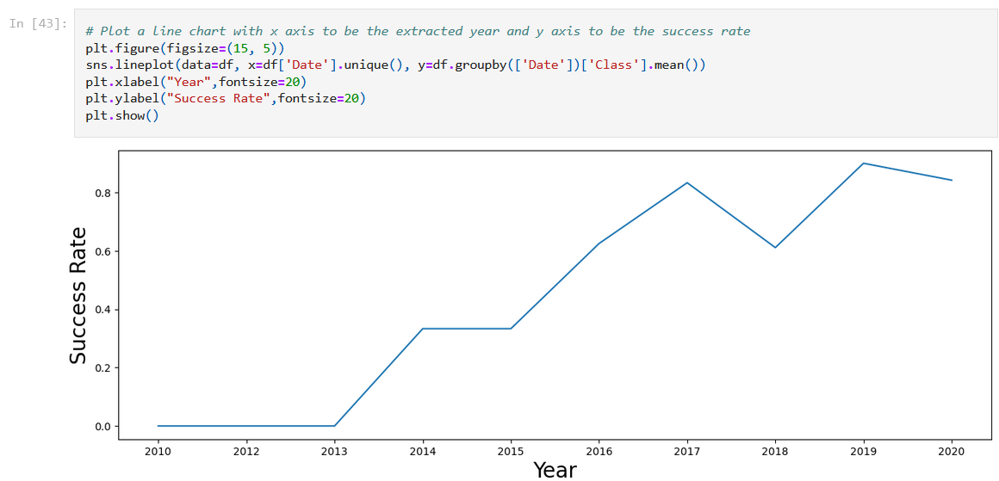 In [43]:
# Plot a line chart with x axis to be the extracted year and y axis to be the success rate
plt.figure(figsize=(15, 5))
sns.lineplot(data=df, x=df['Date'].unique(), y=df.groupby(['Date'])['Class'].mean())
plt.xlabel("Year",fontsize=20)
plt.ylabel("Success Rate",fontsize=20)
plt.show()
Success Rate
0.8
0.6
0.4
0.2
0.0
2010 2012 2013 2014 2015 2016 2017 2018 2019 2020
Year